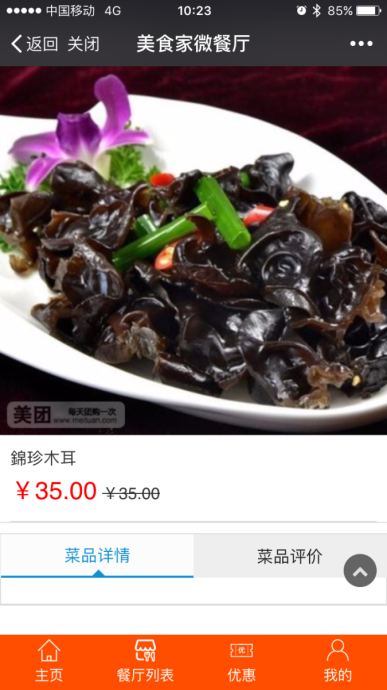 中国移动 4G 10:23 85%
返回 关闭 美食家微餐厅
美团 每天团购一次
www.meituan.com
錦珍木耳
￥35.00 ￥35.00
菜品详情 菜品评价
优
主页 餐厅列表 优惠 我的